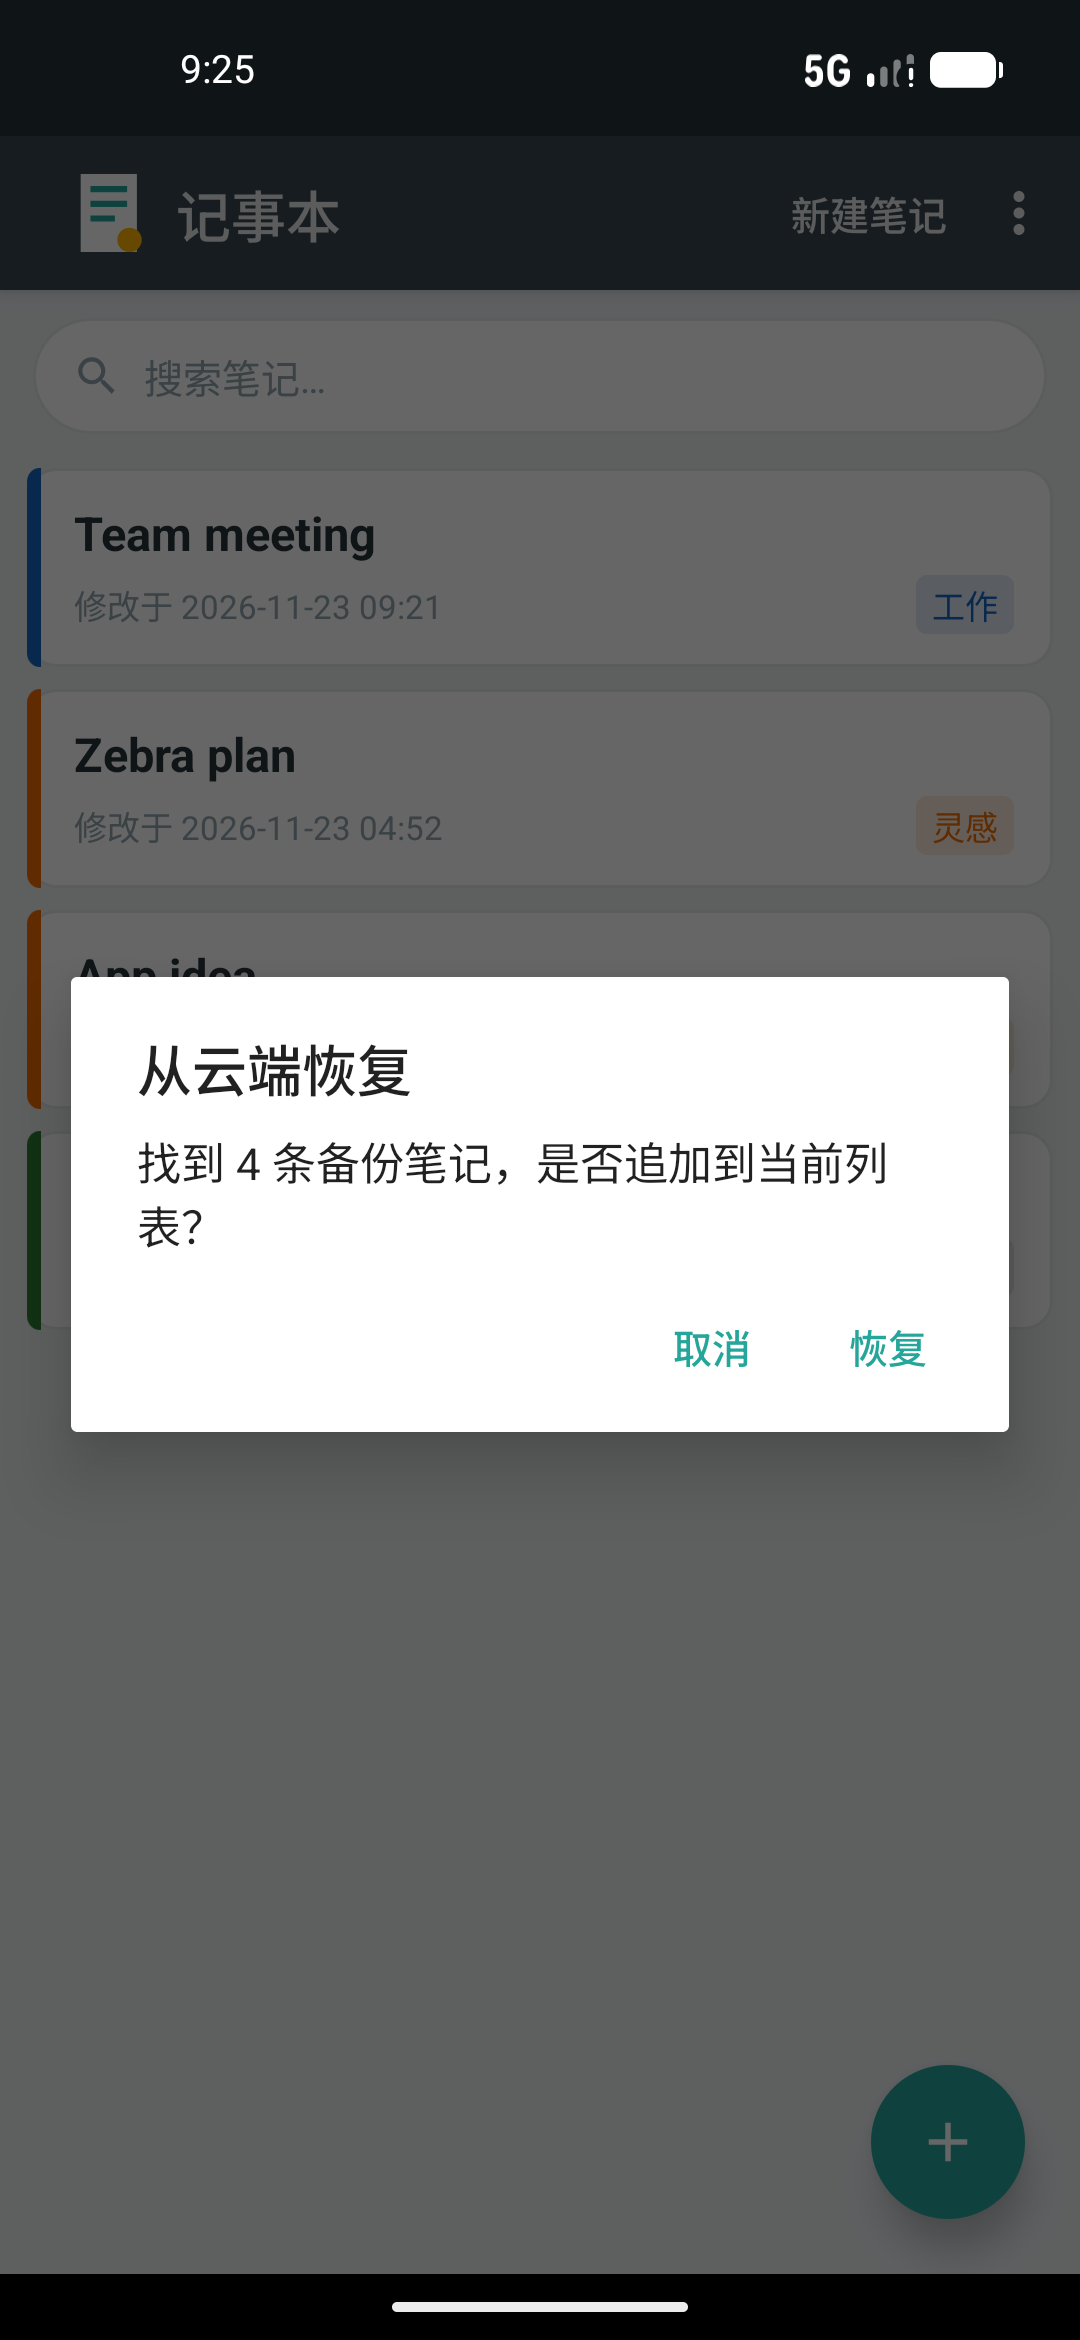 9:25
5G
记事本
新建笔记
搜索笔记...
Team meeting
修改于 2026-11-23 09:21
工作
Zebra plan
修改于 2026-11-23 04:52
灵感
App idea
从云端恢复
找到 4 条备份笔记，是否追加到当前列
表？
取消
恢复